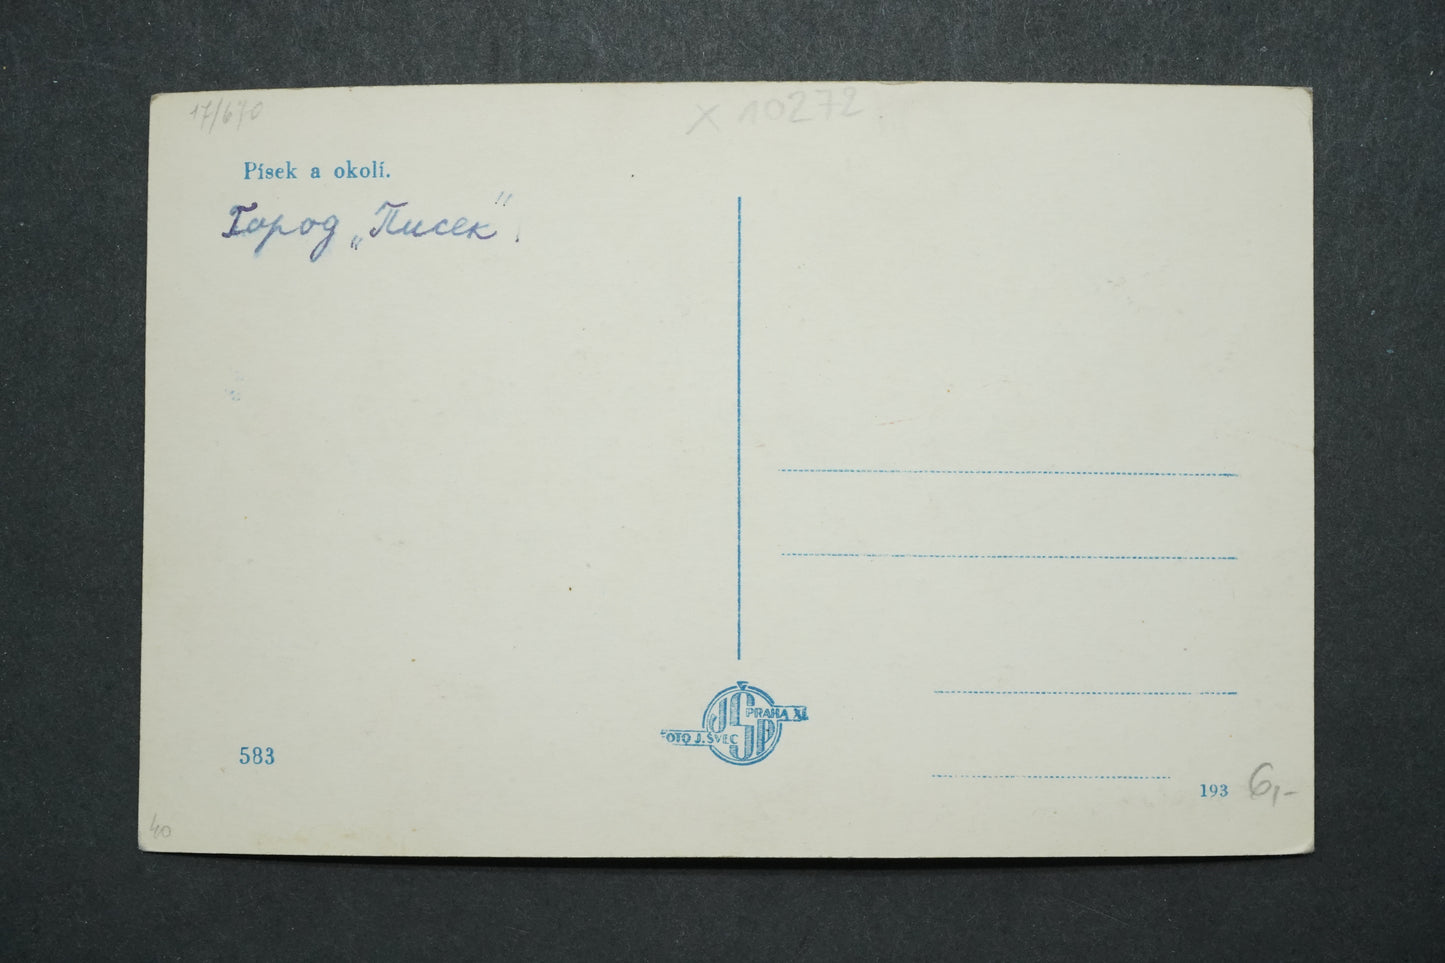 17/670
X 10272
Písek a okolí.
Город „Писек”.
PRAHA XI.
FOTO J. ŠVEC
583
193
6,-
40